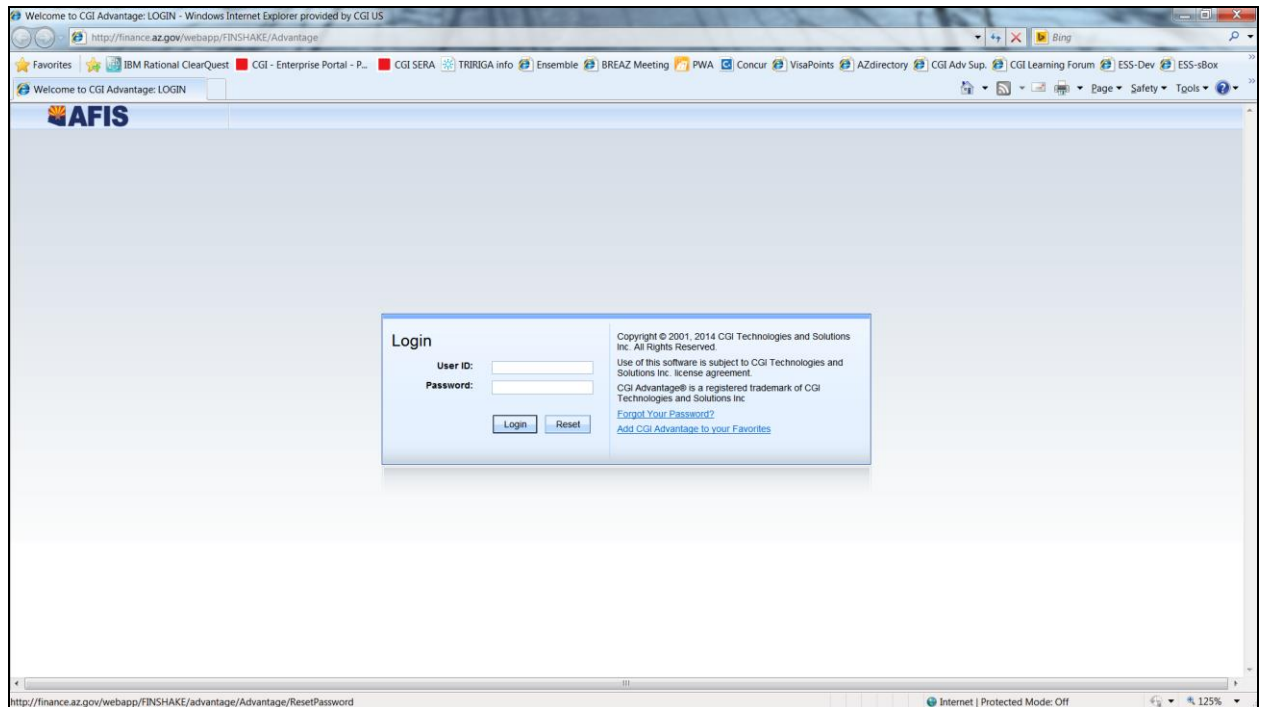 Welcome to CGI Advantage: LOGIN - Windows Internet Explorer provided by CGI US
http://finance.az.gov/webapp/FINSHAKE/Advantage
Bing
Favorites IBM Rational ClearQuest CGI - Enterprise Portal - P... CGI SERA TRIRIGA info Ensemble BREAZ Meeting PWA Concur VisaPoints AZdirectory CGI Adv Sup. CGI Learning Forum ESS-Dev ESS-sBox
Welcome to CGI Advantage: LOGIN
Page Safety Tools
AFIS
Login
User ID:
Password:
Login Reset
Copyright © 2001, 2014 CGI Technologies and Solutions
Inc. All Rights Reserved.
Use of this software is subject to CGI Technologies and
Solutions Inc. license agreement.
CGI Advantage® is a registered trademark of CGI
Technologies and Solutions Inc
Forgot Your Password?
Add CGI Advantage to your Favorites
http://finance.az.gov/webapp/FINSHAKE/advantage/Advantage/ResetPassword
Internet | Protected Mode: Off
125%